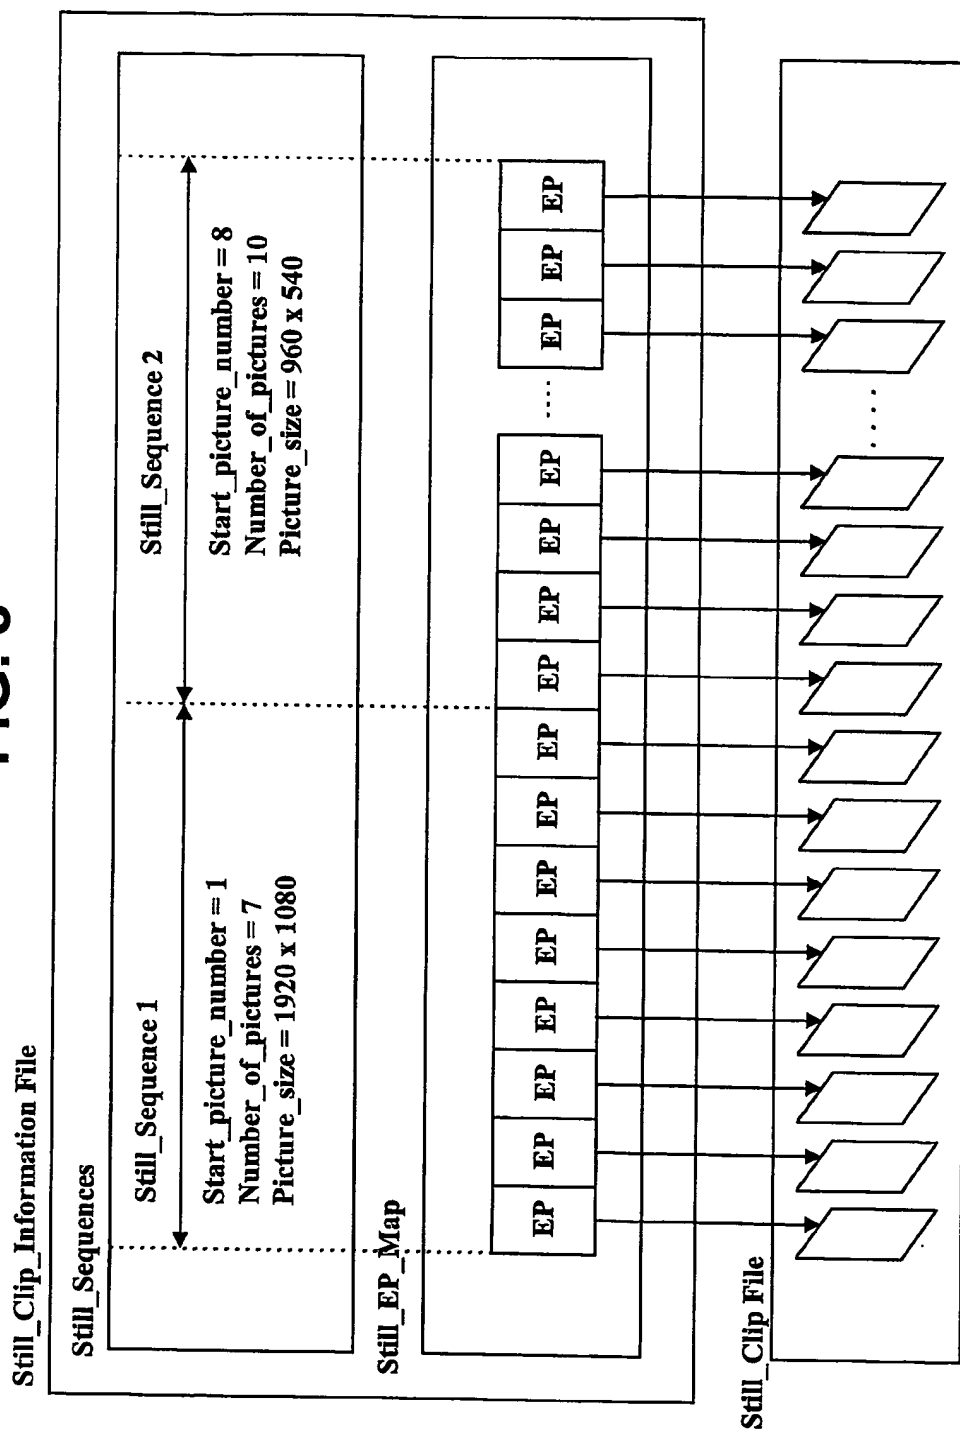 FIG.
Still_Clip_Information File
Still_Sequences
Still_Sequence 1
Start_picture_number = 1
Number_of_pictures = 7
Picture_size = 1920 x 1080
Still_Sequence 2
Start_picture_number = 8
Number_of_pictures = 10
Picture_size = 960 x 540
Still_EP_Map
EP EP EP EP EP EP EP EP EP EP EP EP .... EP EP EP
Still_Clip File